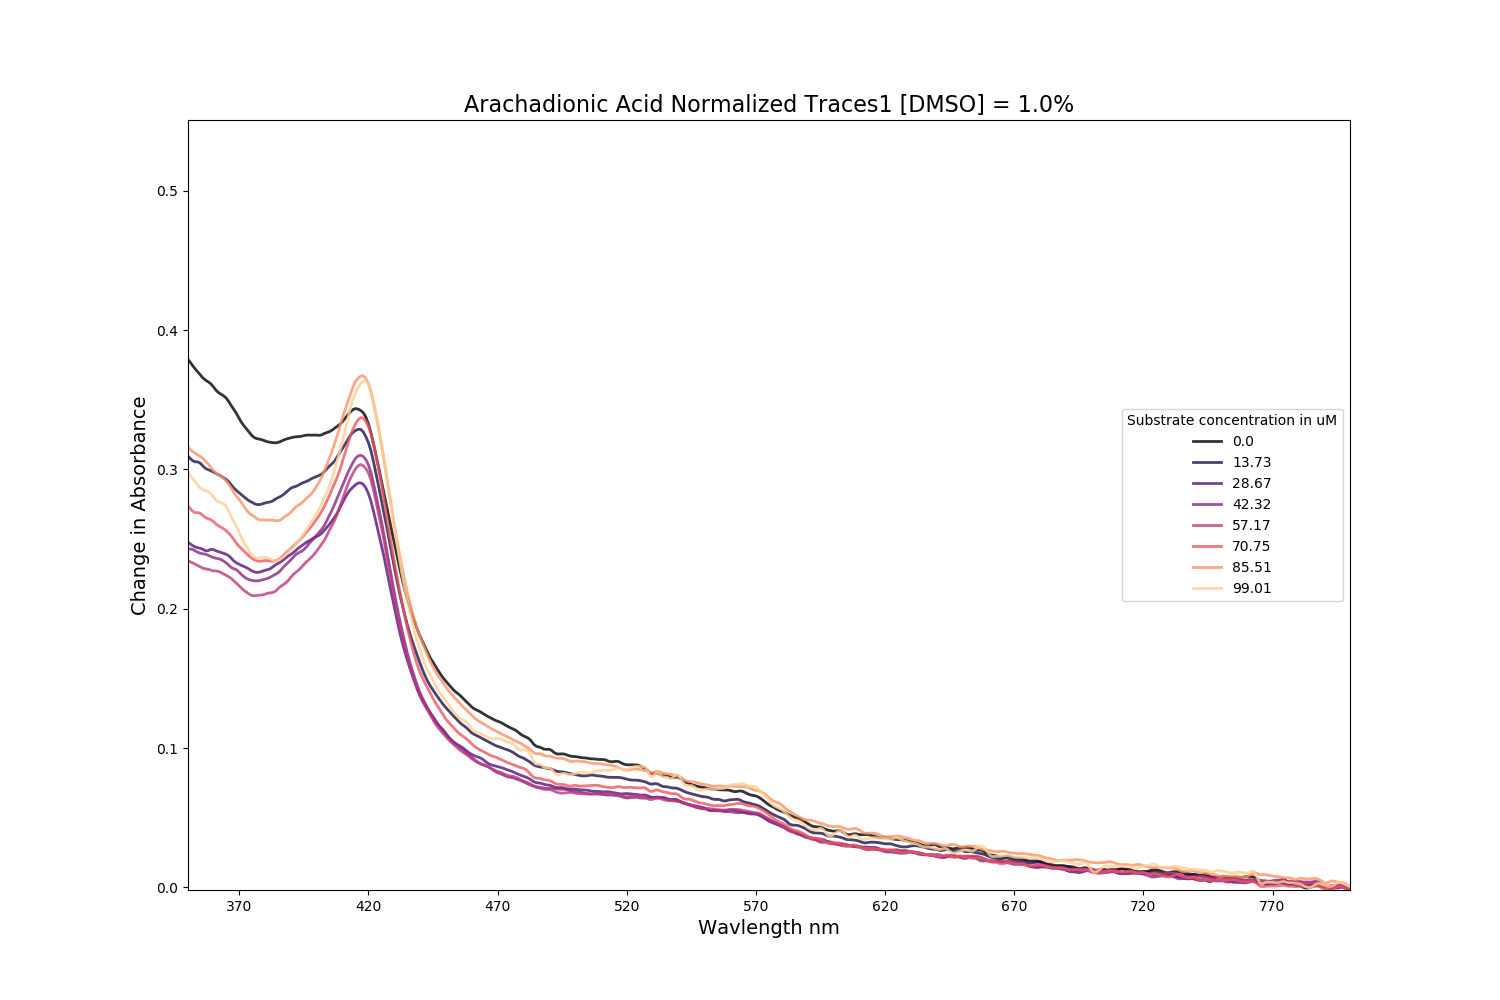 Arachadionic Acid Normalized Traces1 [DMSO] = 1.0%
Change in Absorbance
0.5
0.4
0.3
0.2
0.1
0.0
Substrate concentration in uM
0.0
13.73
28.67
42.32
57.17
70.75
85.51
99.01
370 420 470 520 570 620 670 720 770
Wavlength nm